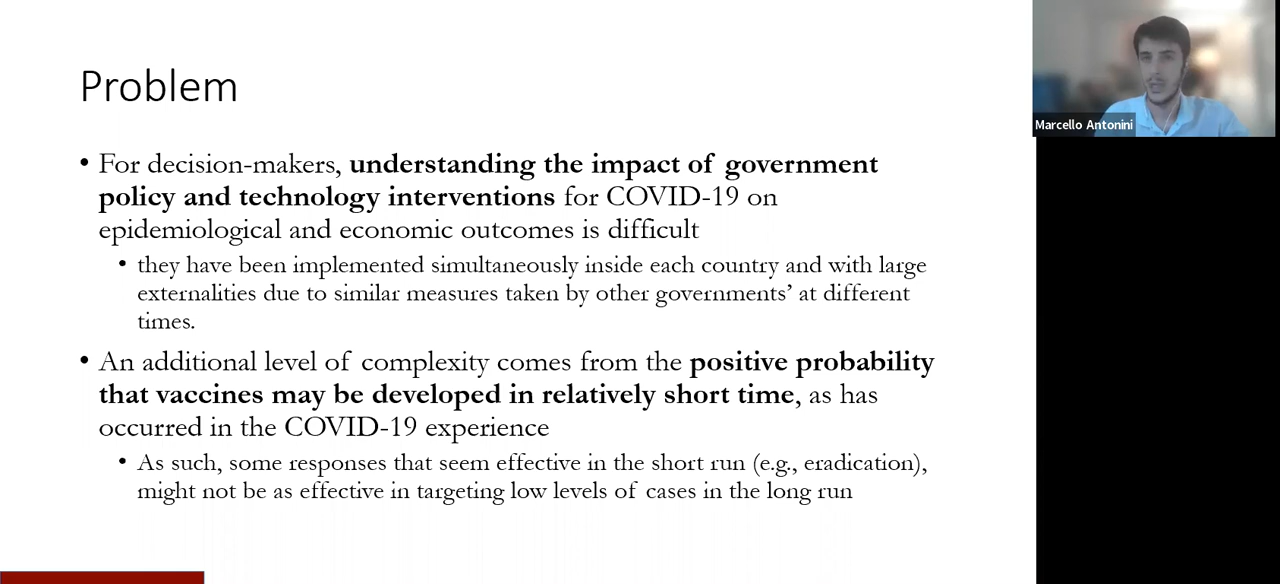 Problem
• For decision-makers, understanding the impact of government
policy and technology interventions for COVID-19 on
epidemiological and economic outcomes is difficult
• they have been implemented simultaneously inside each country and with large
externalities due to similar measures taken by other governments’ at different
times.
• An additional level of complexity comes from the positive probability
that vaccines may be developed in relatively short time, as has
occurred in the COVID-19 experience
• As such, some responses that seem effective in the short run (e.g., eradication),
might not be as effective in targeting low levels of cases in the long run
Marcello Antonini